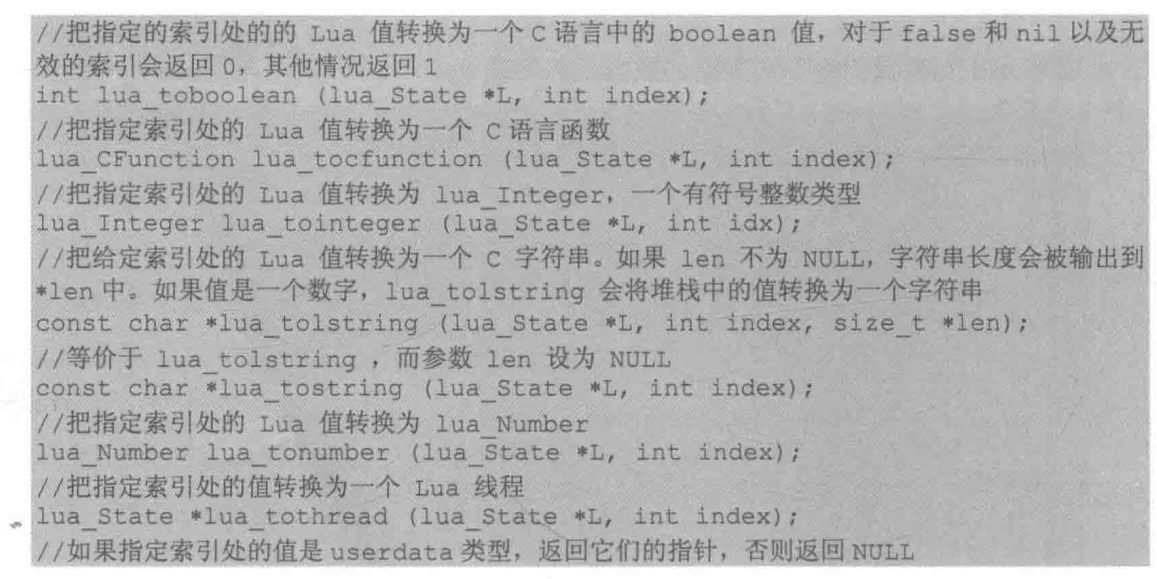 //把指定的索引处的的 Lua 值转换为一个 C 语言中的 boolean 值，对于 false 和 nil 以及无
效的索引会返回 0，其他情况返回 1
int lua_toboolean (lua_State *L, int index);
//把指定索引处的 Lua 值转换为一个 C 语言函数
lua_CFunction lua_tocfunction (lua_State *L, int index);
//把指定索引处的 Lua 值转换为 lua_Integer，一个有符号整数类型
lua_Integer lua_tointeger (lua_State *L, int idx);
//把给定索引处的 Lua 值转换为一个 C 字符串。如果 len 不为 NULL，字符串长度会被输出到
*len 中。如果值是一个数字，lua_tolstring 会将堆栈中的值转换为一个字符串
const char *lua_tolstring (lua_State *L, int index, size_t *len);
//等价于 lua_tolstring ，而参数 len 设为 NULL
const char *lua_tostring (lua_State *L, int index);
//把指定索引处的 Lua 值转换为 lua_Number
lua_Number lua_tonumber (lua_State *L, int index);
//把指定索引处的值转换为一个 Lua 线程
lua_State *lua_tothread (lua_State *L, int index);
//如果指定索引处的值是 userdata 类型，返回它们的指针，否则返回 NULL